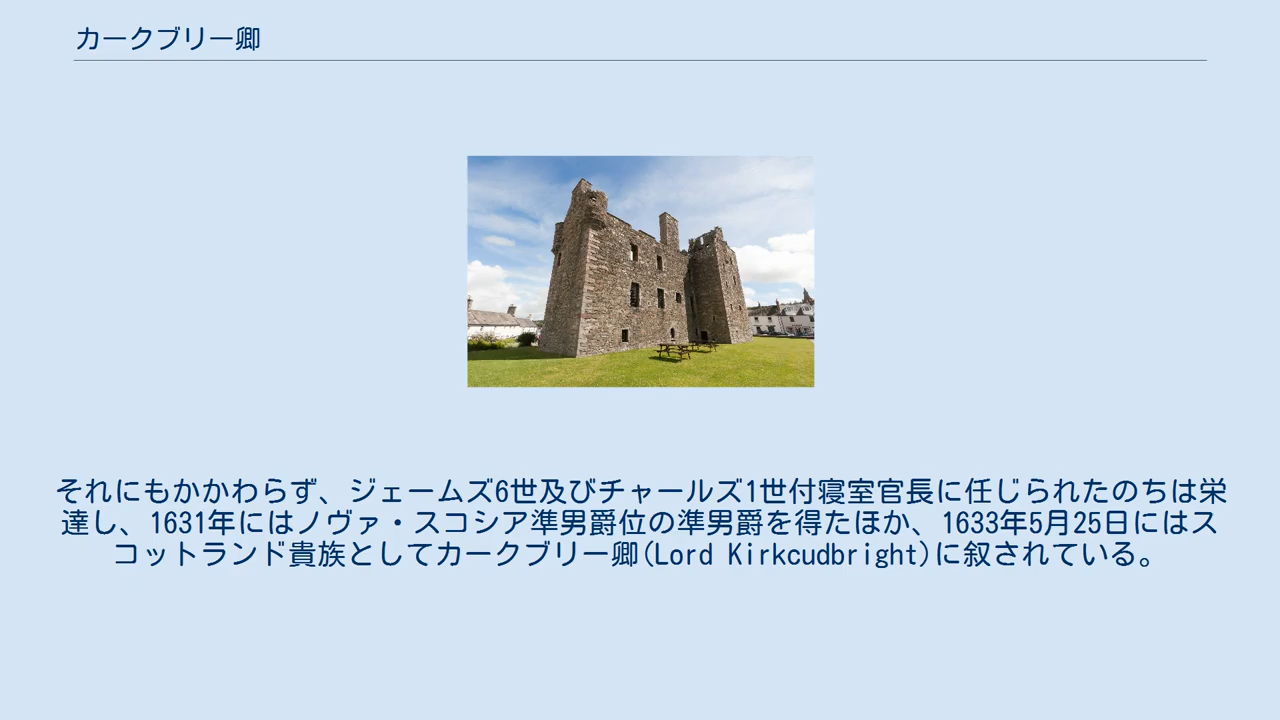 カークブリー卿
それにもかかわらず、ジェームズ6世及びチャールズ1世付寝室官長に任じられたのちは栄
達し、1631年にはノヴァ・スコシア準男爵位の準男爵を得たほか、1633年5月25日にはス
コットランド貴族としてカークブリー卿(Lord Kirkcudbright)に叙されている。